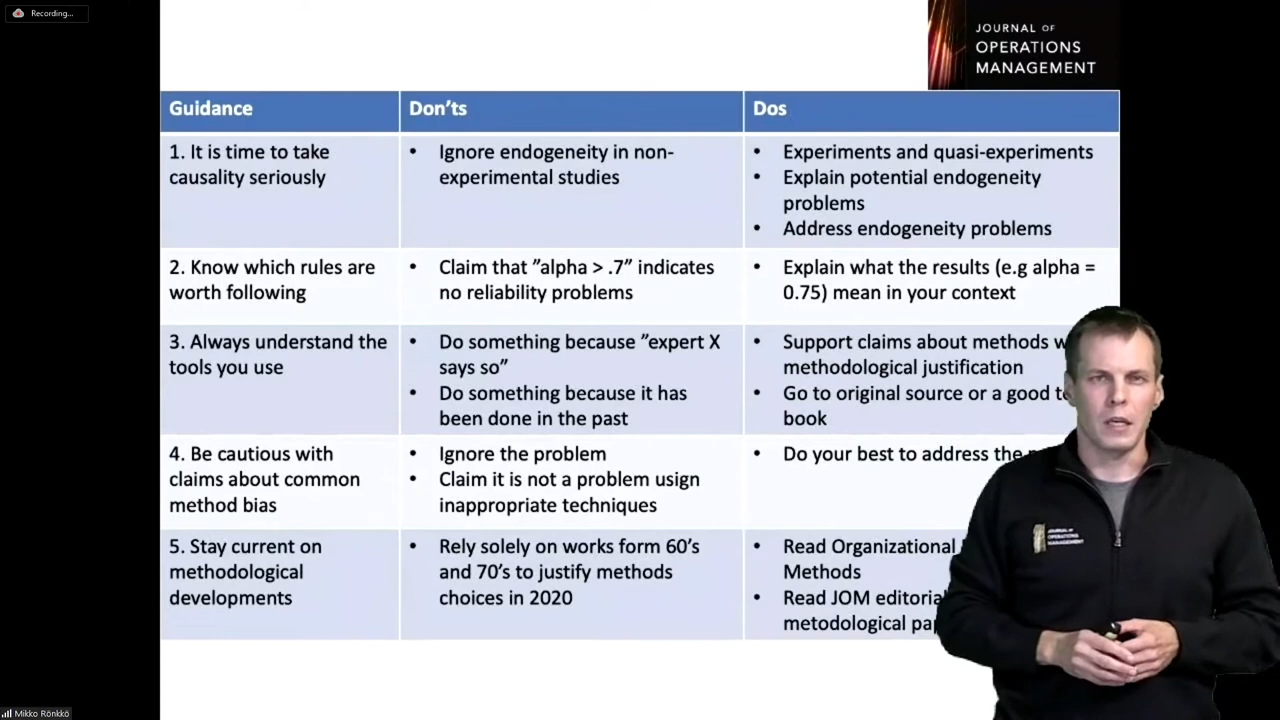 Recording...
JOURNAL OF
OPERATIONS
MANAGEMENT
Guidance
Don'ts
Dos
1. It is time to take
causality seriously
• Ignore endogeneity in non-
experimental studies
• Experiments and quasi-experiments
• Explain potential endogeneity
problems
• Address endogeneity problems
2. Know which rules are
worth following
• Claim that ”alpha > .7” indicates
no reliability problems
• Explain what the results (e.g alpha =
0.75) mean in your context
3. Always understand the
tools you use
• Do something because ”expert X
says so”
• Do something because it has
been done in the past
• Support claims about methods
methodological justification
• Go to original source or a good
book
4. Be cautious with
claims about common
method bias
• Ignore the problem
• Claim it is not a problem usign
inappropriate techniques
• Do your best to address the
5. Stay current on
methodological
developments
• Rely solely on works form 60’s
and 70’s to justify methods
choices in 2020
• Read Organizational
Methods
• Read JOM
metodological
JOURNAL OF
OPERATIONS
MANAGEMENT
Mikko Rönkkö